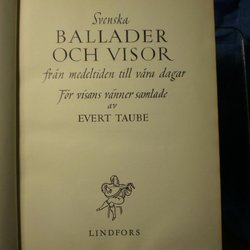 Svenska
BALLADER
OCH VISOR
från medeltiden till våra dagar
För visans vänner samlade
av
EVERT TAUBE
LINDFORS